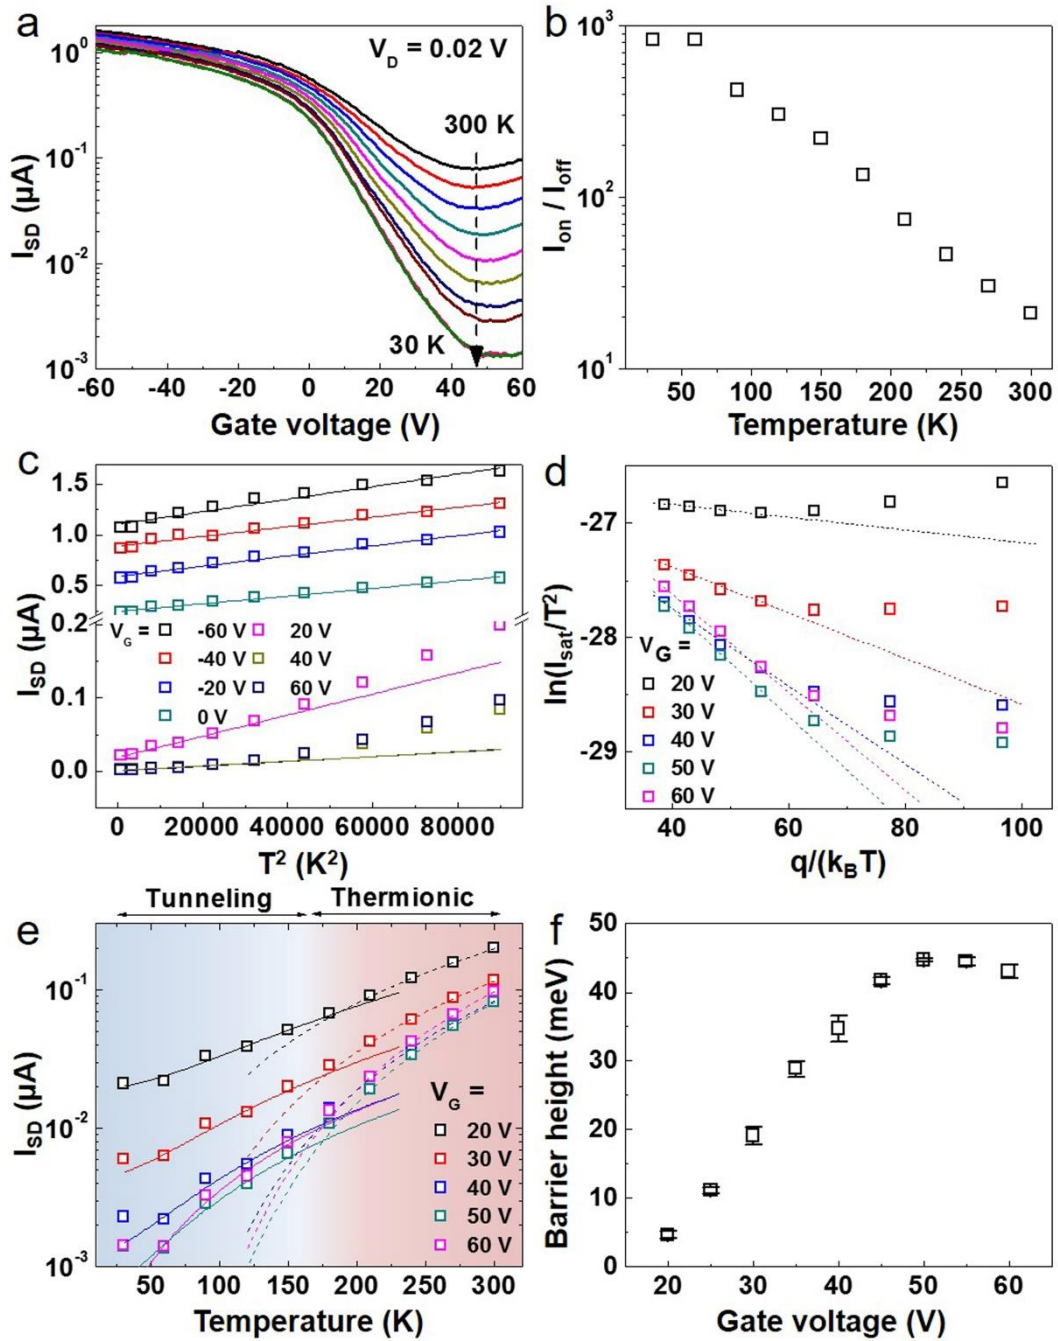 a
V_D = 0.02 V
300 K
30 K
10^0
10^-1
10^-2
10^-3
I_SD (µA)
-60 -40 -20 0 20 40 60
Gate voltage (V)
b
10^3
10^2
10^1
I_on / I_off
50 100 150 200 250 300
Temperature (K)
c
1.5
1.0
0.5
0.2
0.1
0.0
I_SD (µA)
V_G =
-60 V
20 V
-40 V
40 V
-20 V
60 V
0 V
0 20000 40000 60000 80000
T^2 (K^2)
d
-27
-28
-29
ln(I_sat/T^2)
V_G =
20 V
30 V
40 V
50 V
60 V
40 60 80 100
q/(k_BT)
Tunneling Thermionic
e
10^-1
10^-2
10^-3
I_SD (µA)
V_G =
20 V
30 V
40 V
50 V
60 V
50 100 150 200 250 300
Temperature (K)
f
50
40
30
20
10
0
Barrier height (meV)
20 30 40 50 60
Gate voltage (V)